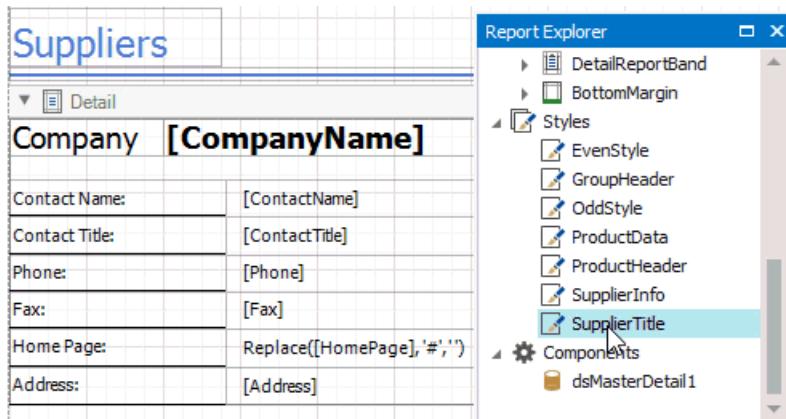 Suppliers
Detail
Company [CompanyName]
Contact Name: [ContactName]
Contact Title: [ContactTitle]
Phone: [Phone]
Fax: [Fax]
Home Page: Replace([HomePage],'#','')
Address: [Address]
Report Explorer
DetailReportBand
BottomMargin
Styles
EvenStyle
GroupHeader
OddStyle
ProductData
ProductHeader
SupplierInfo
SupplierTitle
Components
dsMasterDetail1